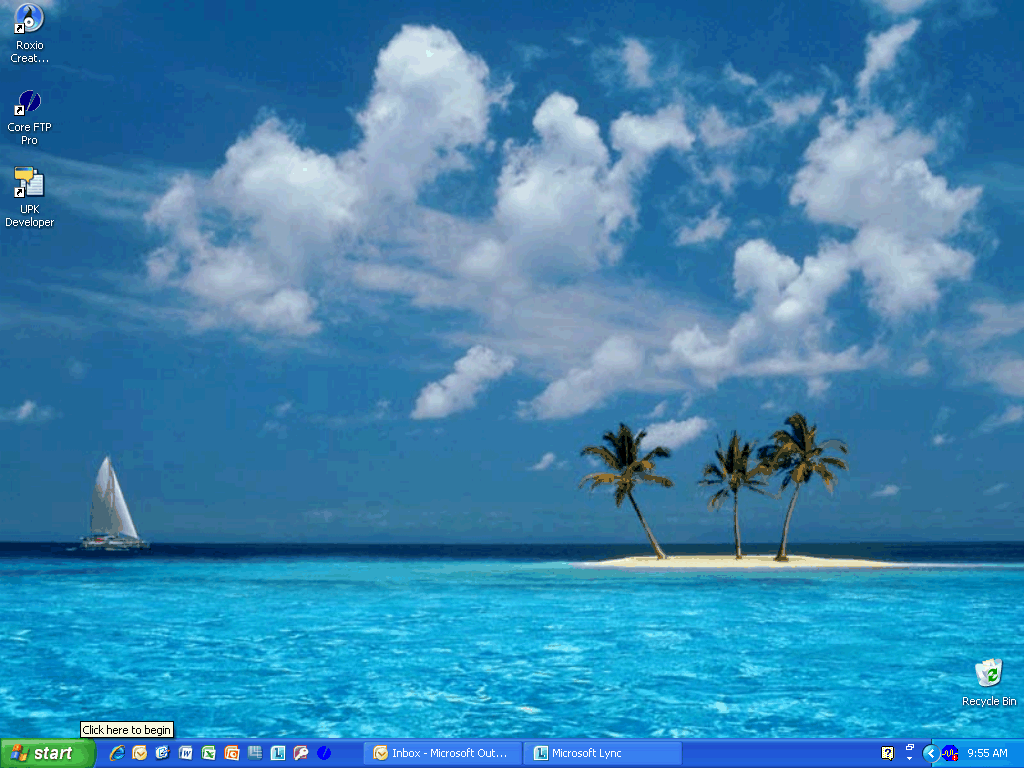 Roxio
Creat...
Core FTP
Pro
UPK
Developer
Recycle Bin
Click here to begin
start
Inbox - Microsoft Out...
Microsoft Lync
9:55 AM